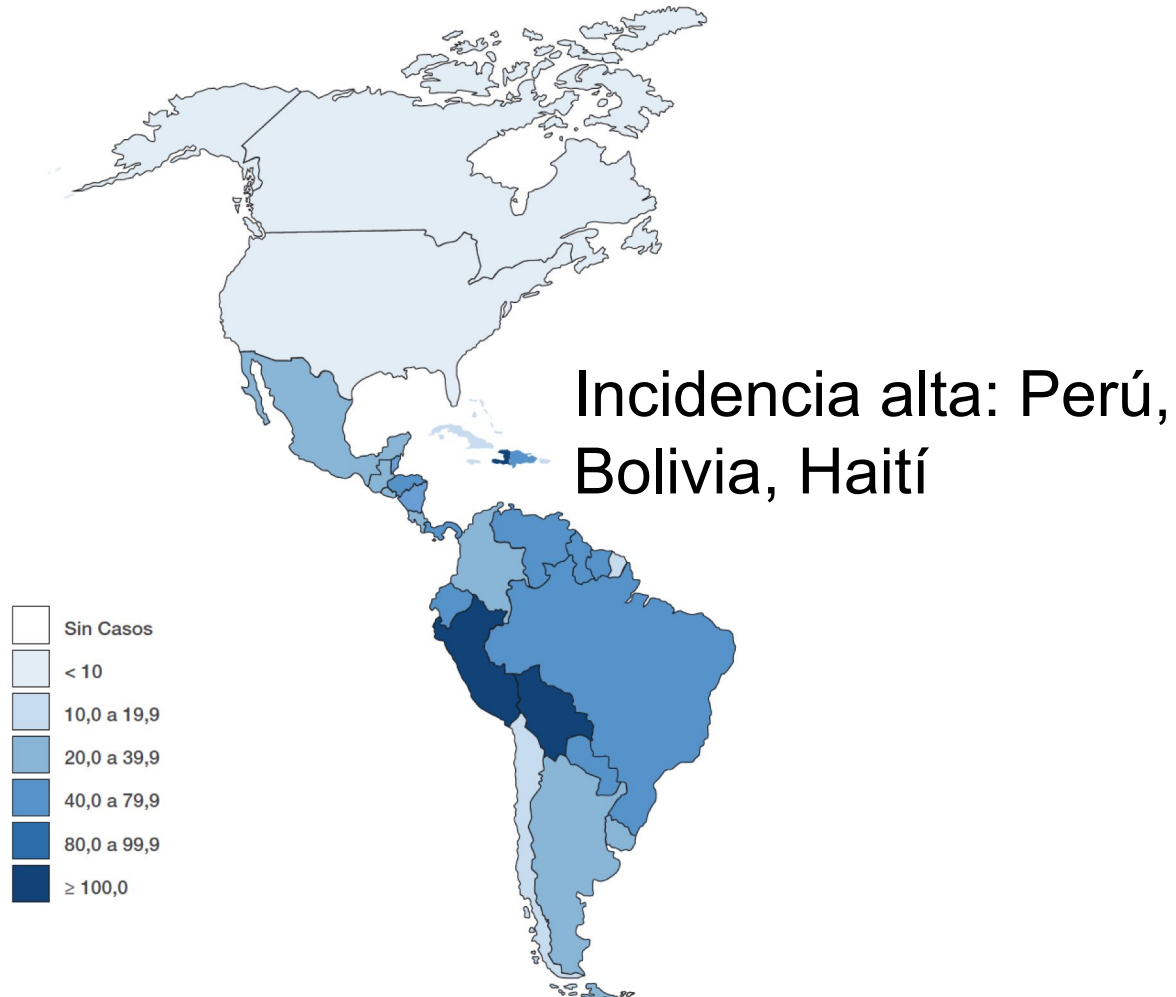 Incidencia alta: Perú,
Bolivia, Haití
Sin Casos
< 10
10,0 a 19,9
20,0 a 39,9
40,0 a 79,9
80,0 a 99,9
≥ 100,0